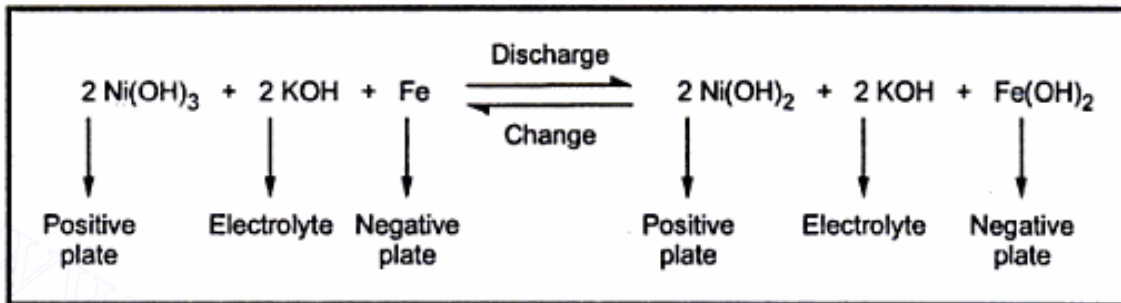 Discharge
2 Ni(OH)3 + 2 KOH + Fe 2 Ni(OH)2 + 2 KOH + Fe(OH)2
Change
Positive plate Electrolyte Negative plate Positive plate Electrolyte Negative plate